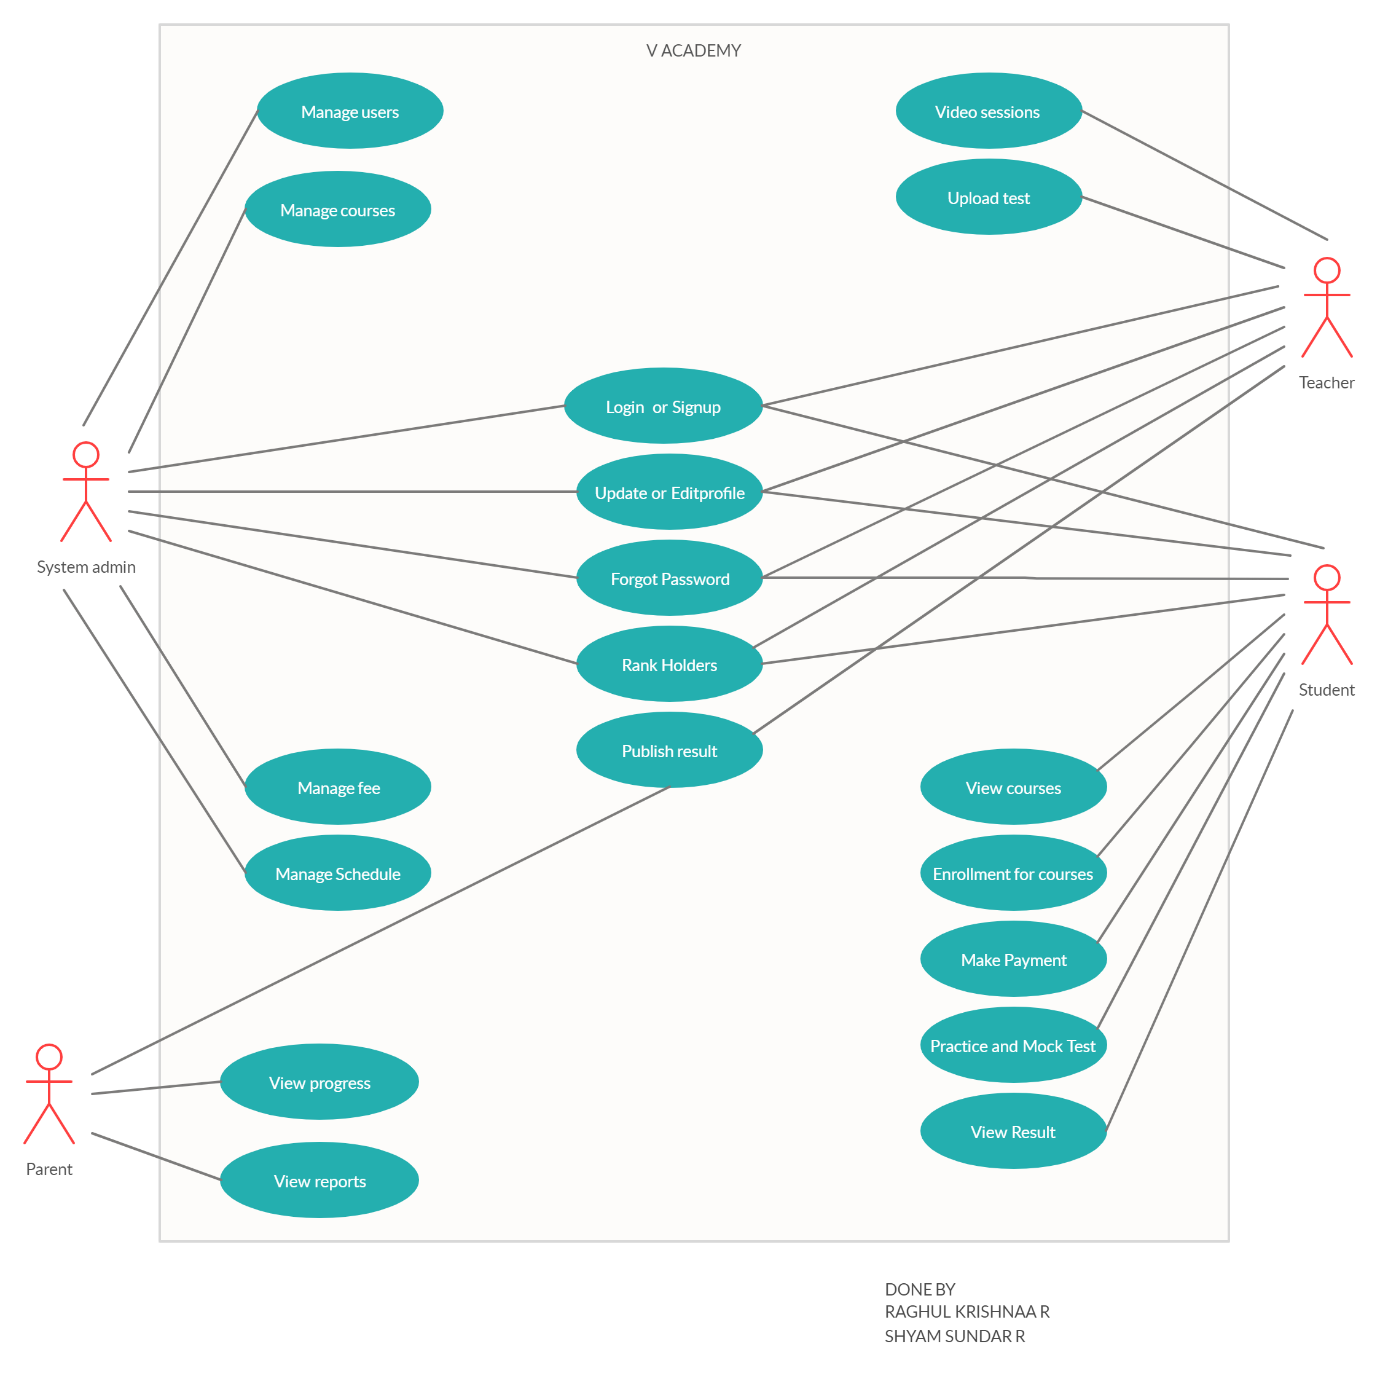 V ACADEMY
Manage users
Video sessions
Manage courses
Upload test
Teacher
Login  or Signup
Update or Editprofile
System admin
Forgot Password
Rank Holders
Student
Publish result
Manage fee
View courses
Manage Schedule
Enrollment for courses
Make Payment
Practice and Mock Test
View progress
View Result
Parent
View reports
DONE BY
RAGHUL KRISHNAA R
SHYAM SUNDAR R